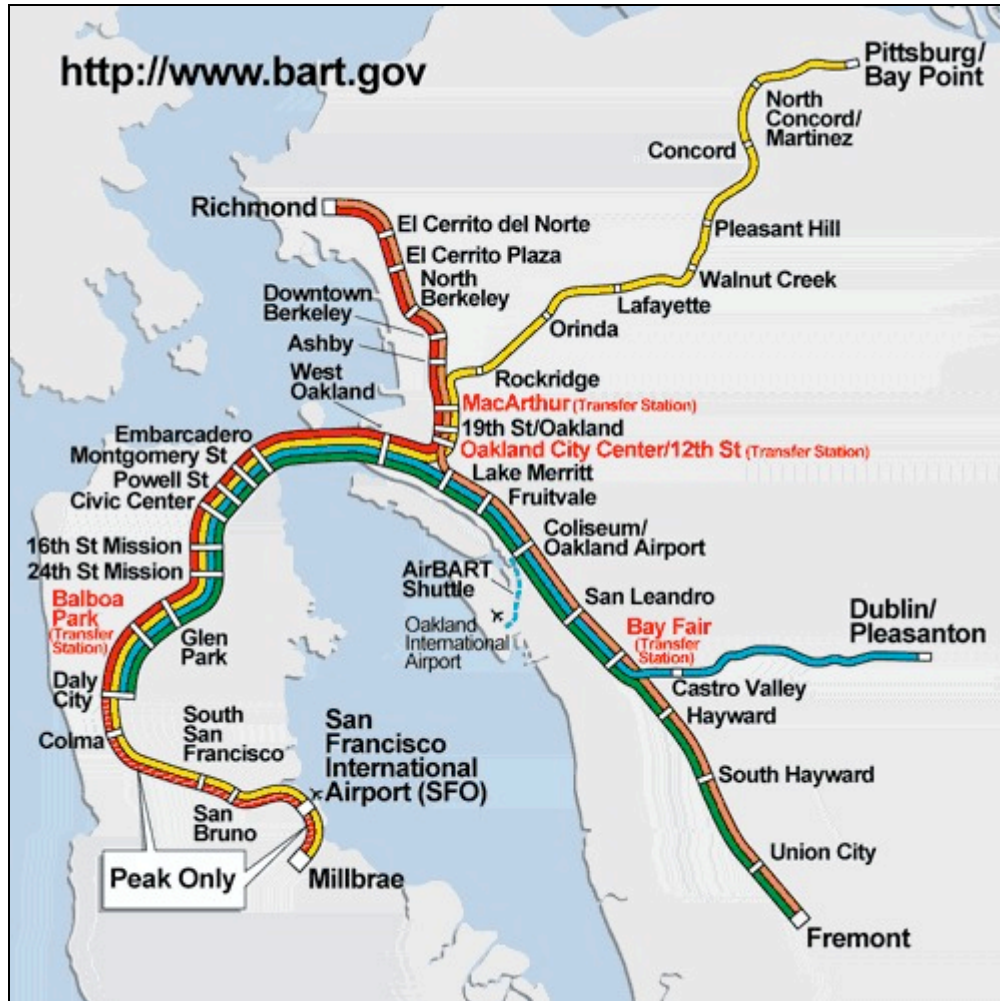 http://www.bart.gov
Pittsburg/
Bay Point
North
Concord/
Martinez
Concord
Richmond
El Cerrito del Norte
Pleasant Hill
El Cerrito Plaza
North
Berkeley
Walnut Creek
Downtown
Berkeley
Lafayette
Orinda
Ashby
West
Oakland
Rockridge
MacArthur (Transfer Station)
19th St/Oakland
Embarcadero
Oakland City Center/12th St (Transfer Station)
Montgomery St
Powell St
Lake Merritt
Civic Center
Fruitvale
Coliseum/
Oakland Airport
16th St Mission
24th St Mission
AirBART
Shuttle
Balboa
Park
(Transfer
Station)
San Leandro
Oakland
International
Airport
Bay Fair
(Transfer
Station)
Dublin/
Pleasanton
Glen
Park
Daly
City
Castro Valley
Hayward
Colma
South
San
Francisco
San
Francisco
International
Airport (SFO)
South Hayward
San
Bruno
Union City
Peak Only
Millbrae
Fremont